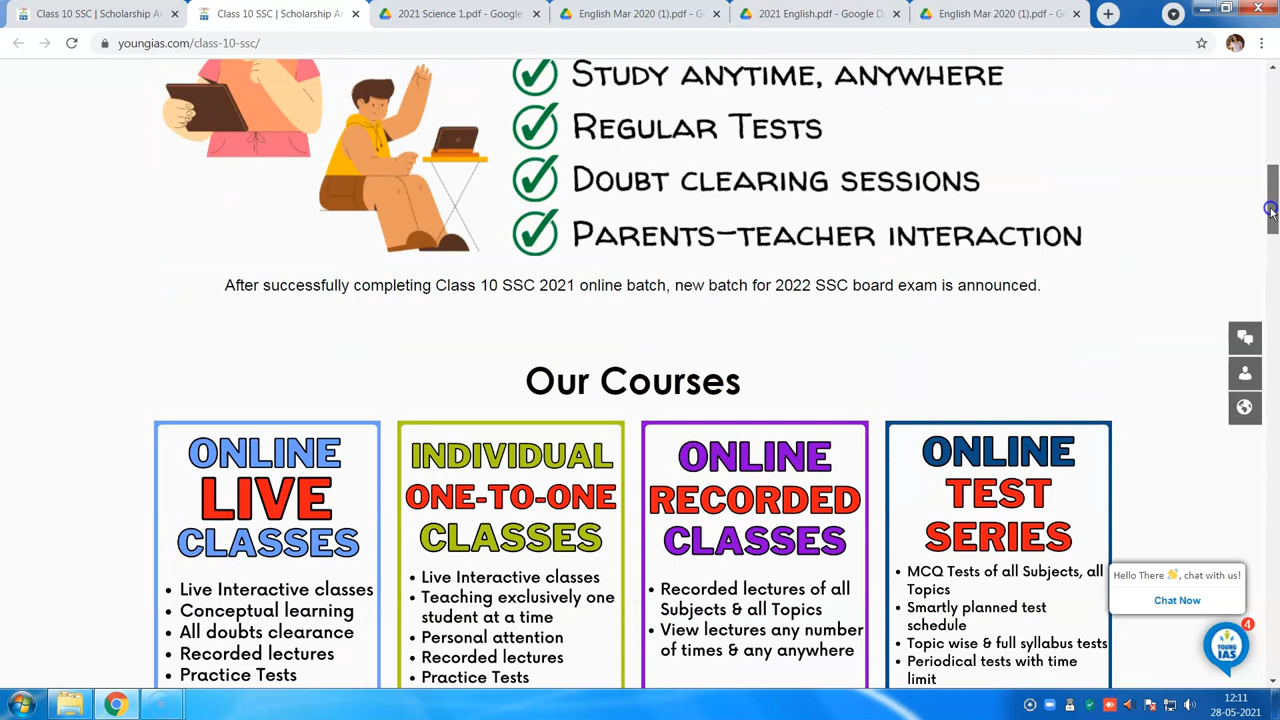 Class 10 SSC | Scholarship Ar
Class 10 SSC | Scholarship Ar
2021 Science 1.pdf - Google
English Mar 2020 (1).pdf - Goo
2021 English.pdf - Google D
English Mar 2020 (1).pdf - Goo
youngias.com/class-10-ssc/
STUDY ANYTIME, ANYWHERE
REGULAR TESTS
DOUBT CLEARING SESSIONS
PARENTS-TEACHER INTERACTION
After successfully completing Class 10 SSC 2021 online batch, new batch for 2022 SSC board exam is announced.
Our Courses
ONLINE
LIVE
CLASSES
• Live Interactive classes
• Conceptual learning
• All doubts clearance
• Recorded lectures
• Practice Tests
INDIVIDUAL
ONE-TO-ONE
CLASSES
• Live Interactive classes
• Teaching exclusively one
student at a time
• Personal attention
• Recorded lectures
• Practice Tests
ONLINE
RECORDED
CLASSES
• Recorded lectures of all
Subjects & all Topics
• View lectures any number
of times & any anywhere
ONLINE
TEST
SERIES
• MCQ Tests of all Subjects, all
Topics
• Smartly planned test
schedule
• Topic wise & full syllabus tests
• Periodical tests with time
limit
Hello There 👋, chat with us!
Chat Now
4
YOUNG
IAS
12:11
28-05-2021